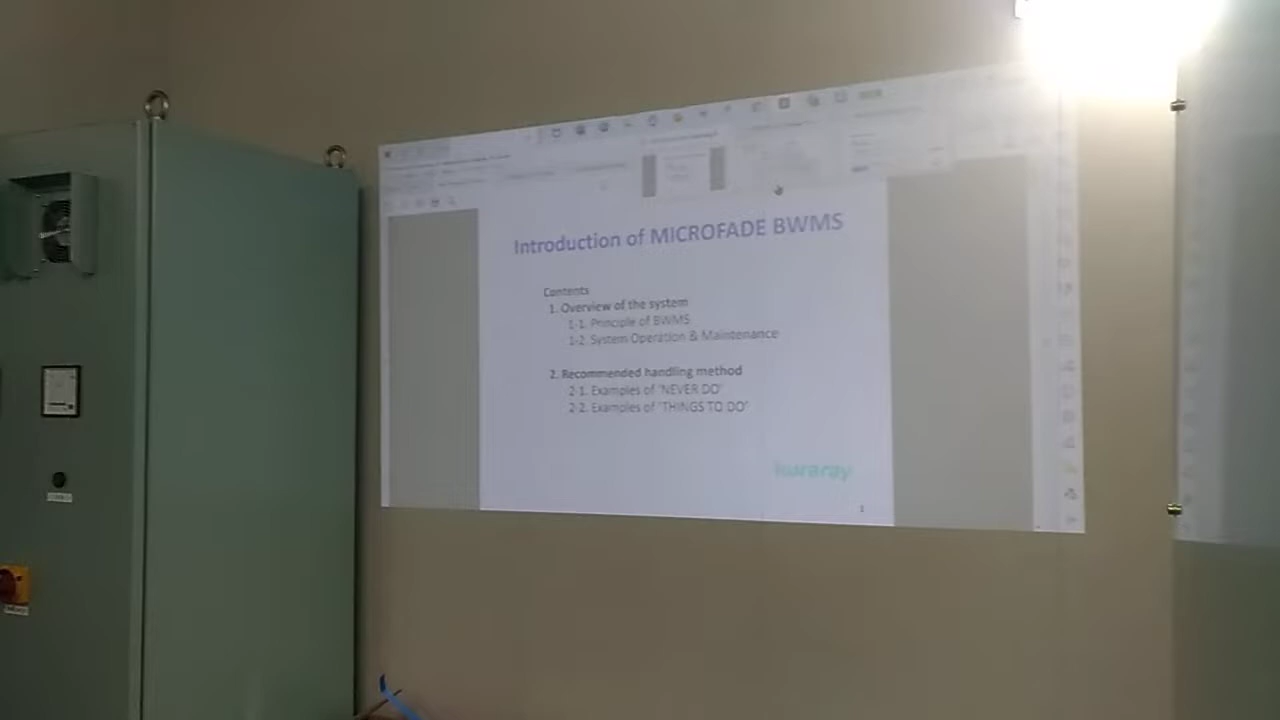 Introduction of MICROFADE BWMS
Contents
1. Overview of the system
1-1. Principle of BWMS
1-2. System Operation & Maintenance
2. Recommended handling method
2-1. Examples of "NEVER DO"
2-2. Examples of "THINGS TO DO"
kuraray